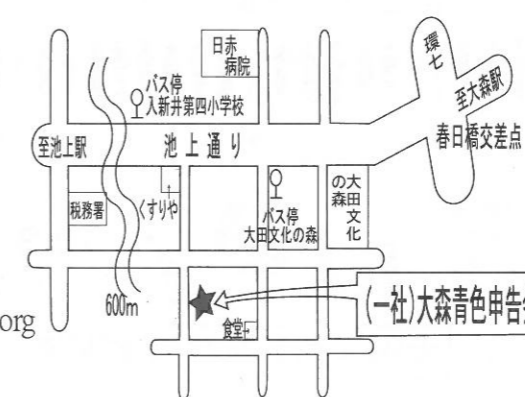 日赤
病院
環七
バス停
入新井第四小学校
至大森駅
至池上駅
池上通り
春日橋交差点
税務署
くすりや
バス停
大田文化の森
大田文化
の森
600m
(一社)大森青色申告会
食堂
org